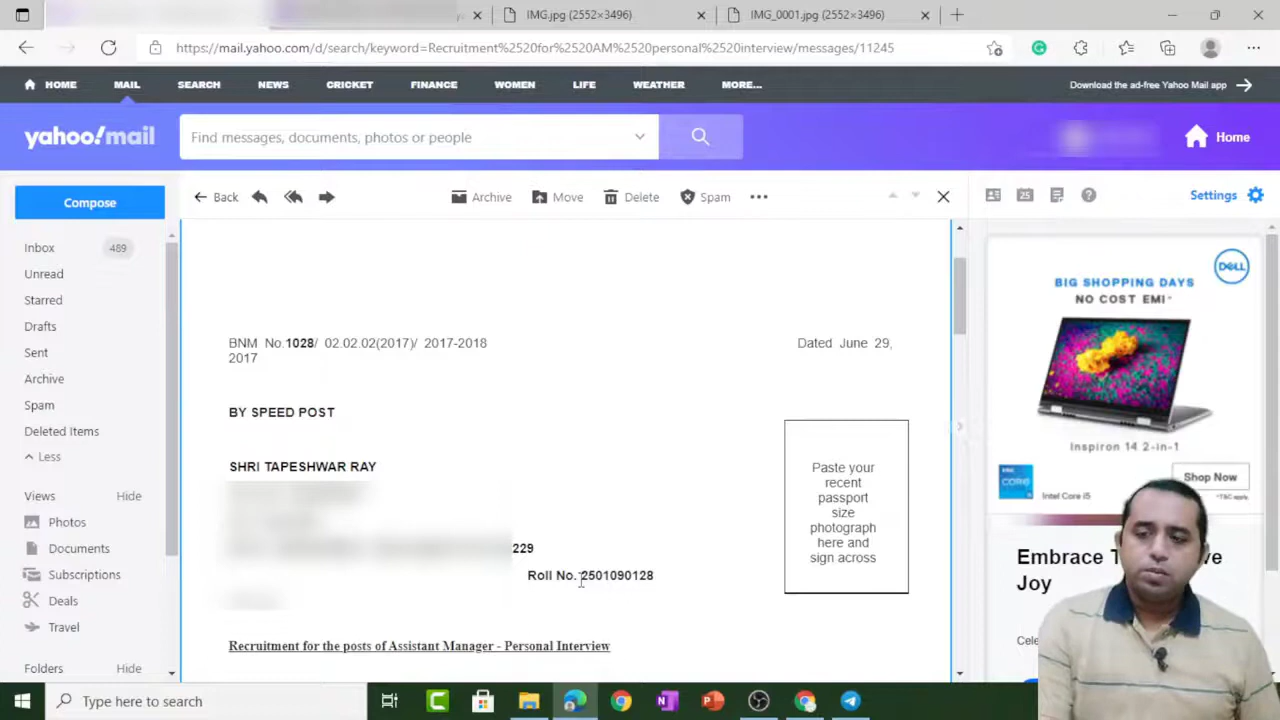 IMG.jpg (2552×3496)
IMG_0001.jpg (2552×3496)
https://mail.yahoo.com/d/search/keyword=Recruitment%2520for%2520AM%2520personal%2520interview/messages/11245
HOME MAIL SEARCH NEWS CRICKET FINANCE WOMEN LIFE WEATHER MORE... Download the ad-free Yahoo Mail app
yahoo!mail
Find messages, documents, photos or people
Home
Compose
Back
Archive
Move
Delete
Spam
25
Settings
Inbox 489
Unread
Starred
Drafts
Sent
Archive
Spam
Deleted Items
Less
Views Hide
Photos
Documents
Subscriptions
Deals
Travel
Folders Hide
BNM No.1028/ 02.02.02(2017)/ 2017-2018 Dated June 29,
2017
BY SPEED POST
SHRI TAPESHWAR RAY
229
Roll No. 2501090128
Paste your
recent
passport
size
photograph
here and
sign across
Recruitment for the posts of Assistant Manager - Personal Interview
DELL
BIG SHOPPING DAYS
NO COST EMI*
Inspiron 14 2-in-1
intel CORE i5
Intel Core i5
Shop Now
*T&C apply.
Embrace
Joy
Type here to search